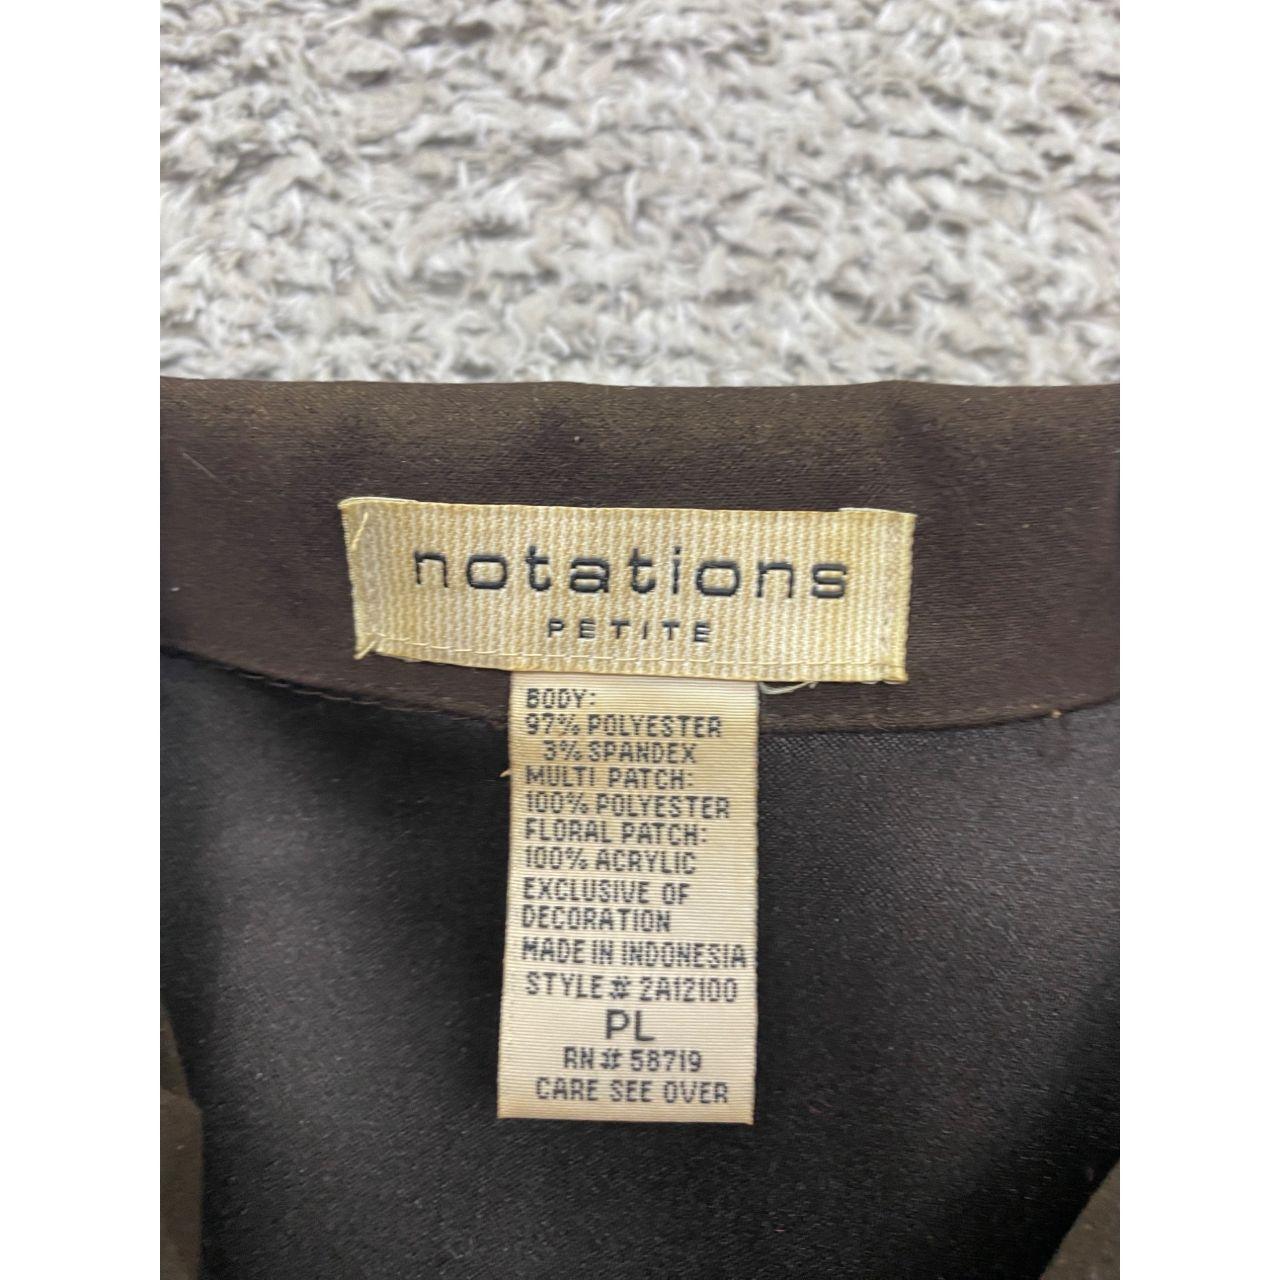 notations
PETITE
BODY:
97% POLYESTER
3% SPANDEX
MULTI PATCH:
100% POLYESTER
FLORAL PATCH:
100% ACRYLIC
EXCLUSIVE OF
DECORATION
MADE IN INDONESIA
STYLE# 2A12100
PL
RN# 58719
CARE SEE OVER